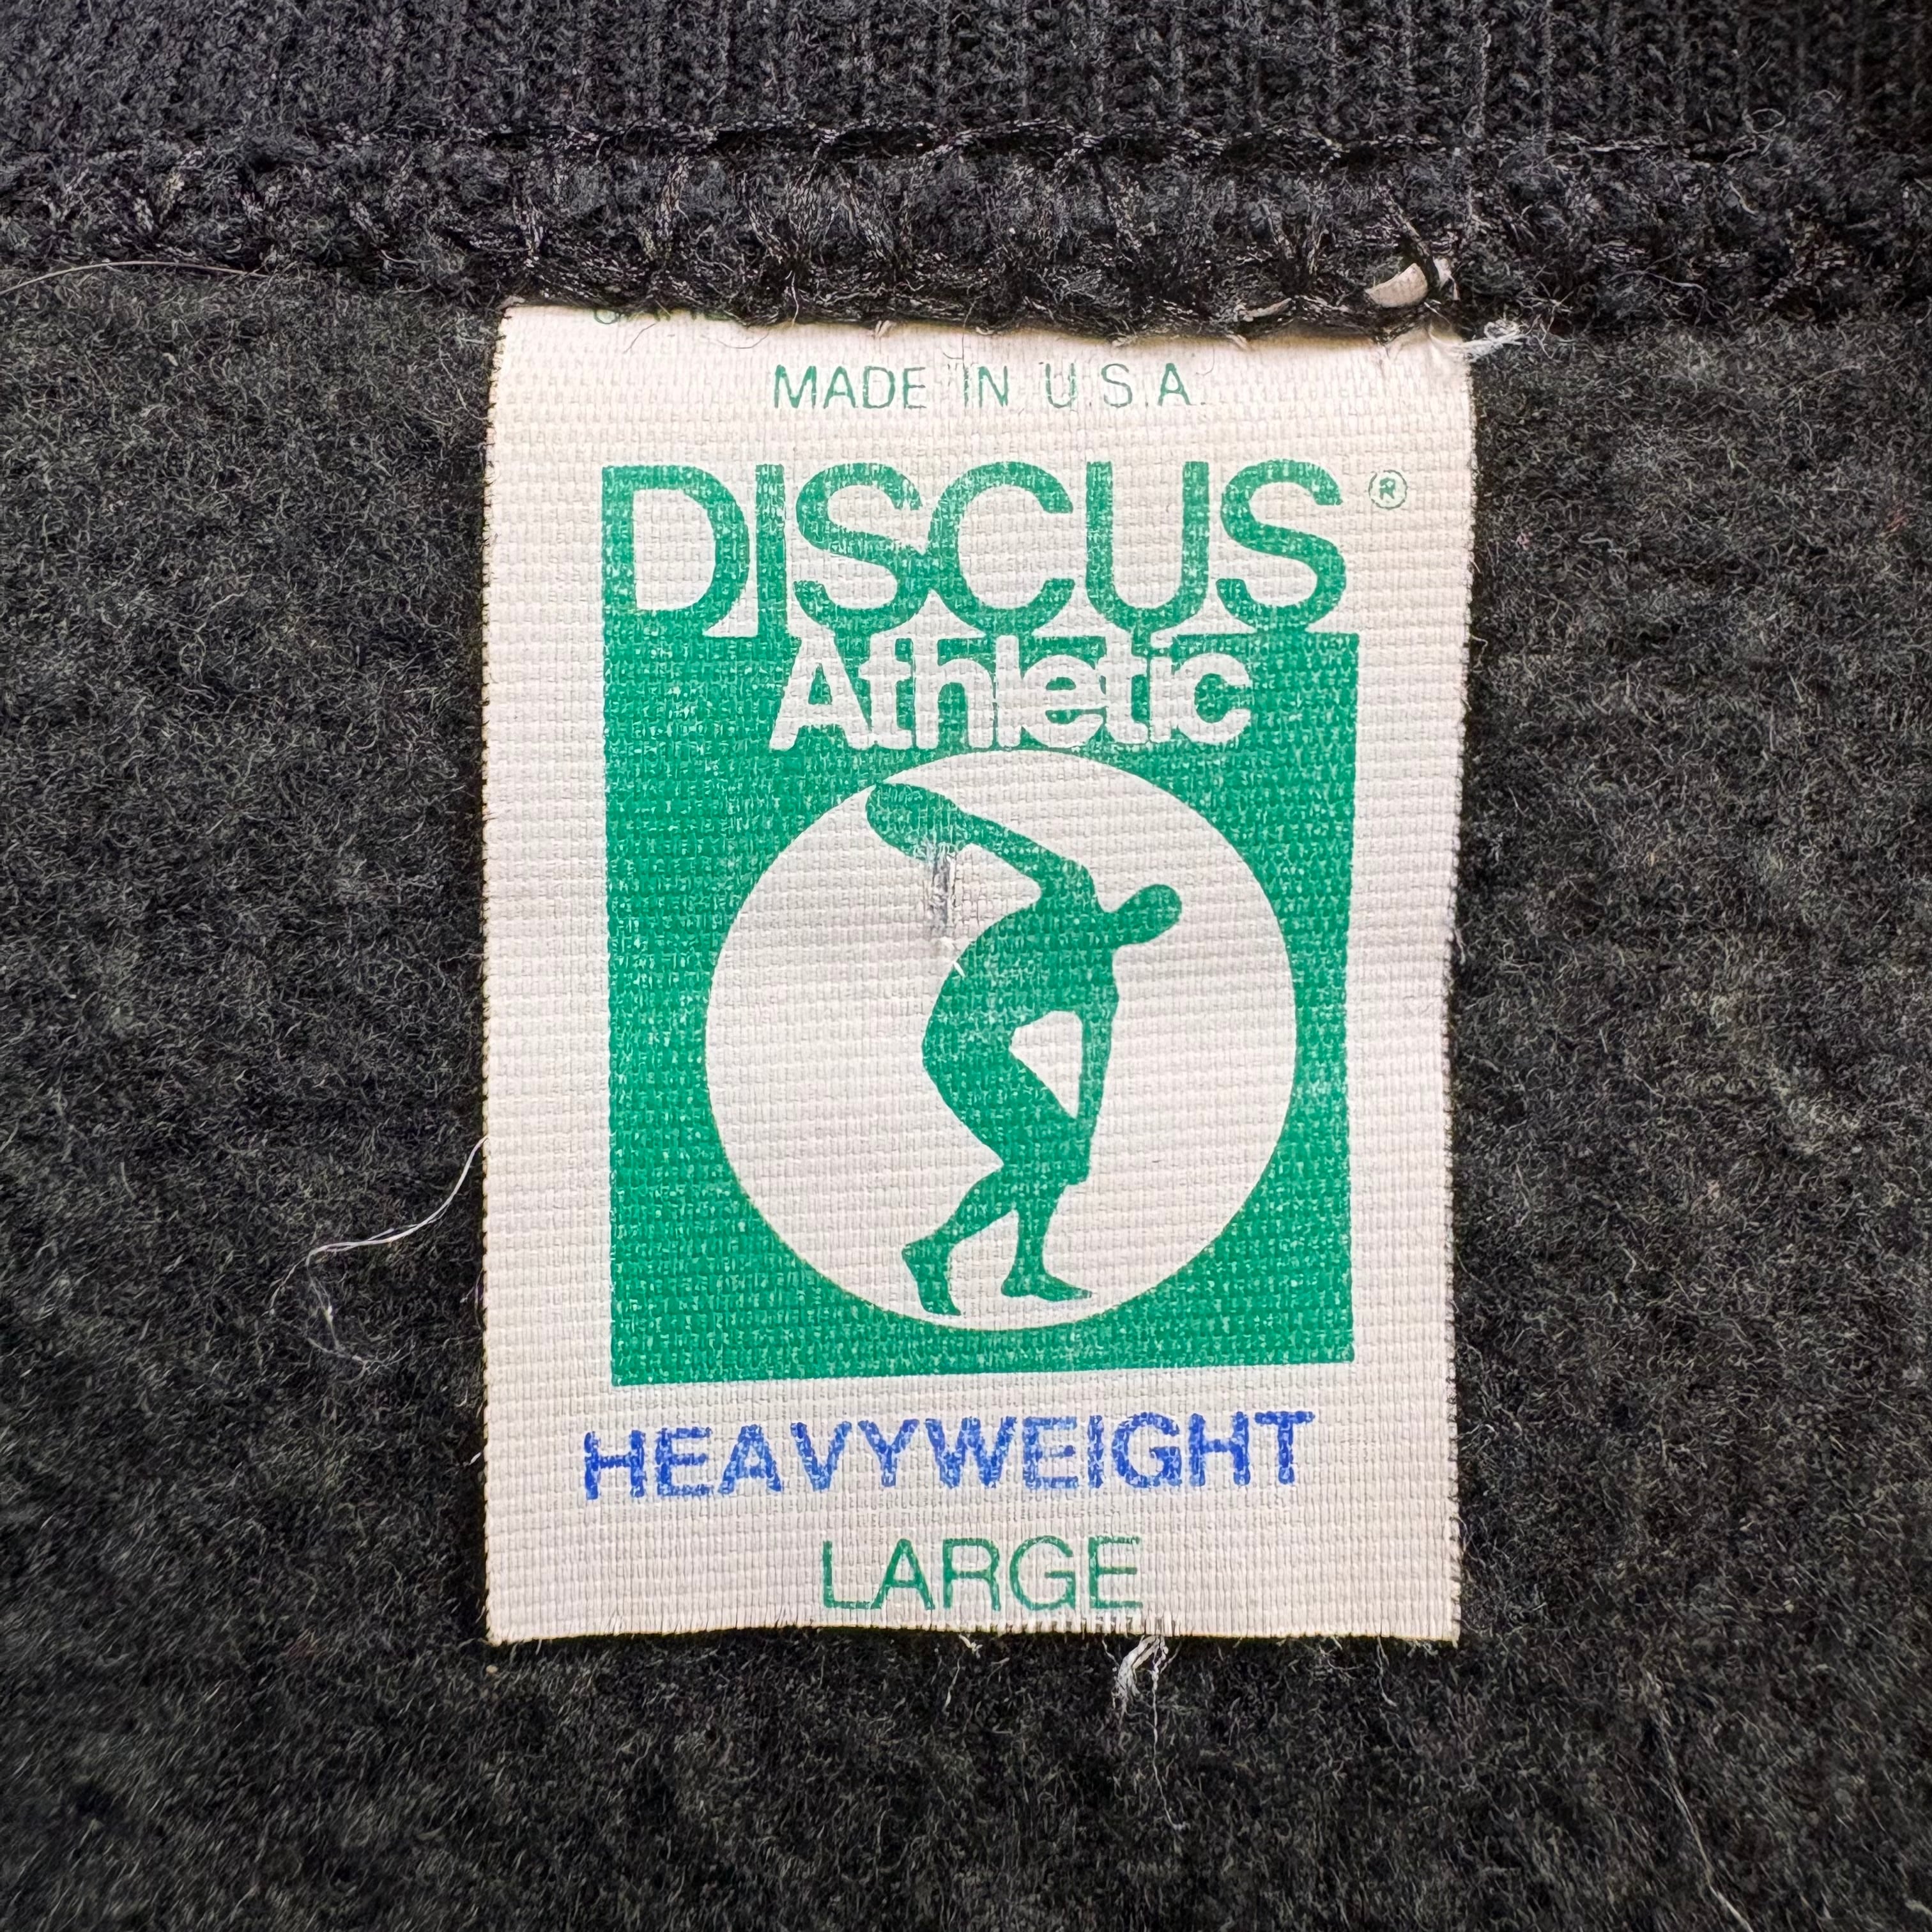 MADE IN U.S.A.
DISCUS®
Athletic
HEAVYWEIGHT
LARGE